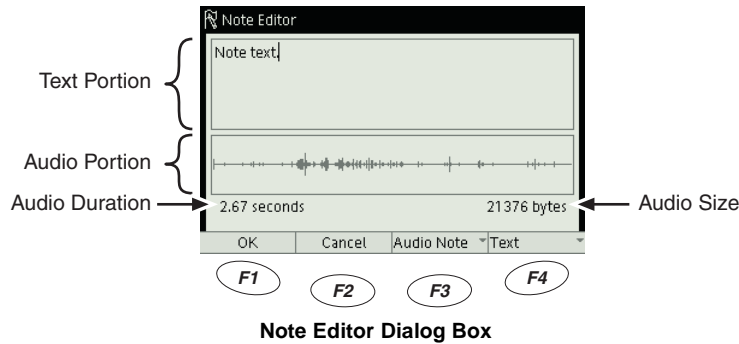 Note Editor
Note text.
Text Portion
Audio Portion
Audio Duration
2.67 seconds
21376 bytes
Audio Size
OK
Cancel
Audio Note
Text
F1
F2
F3
F4
Note Editor Dialog Box